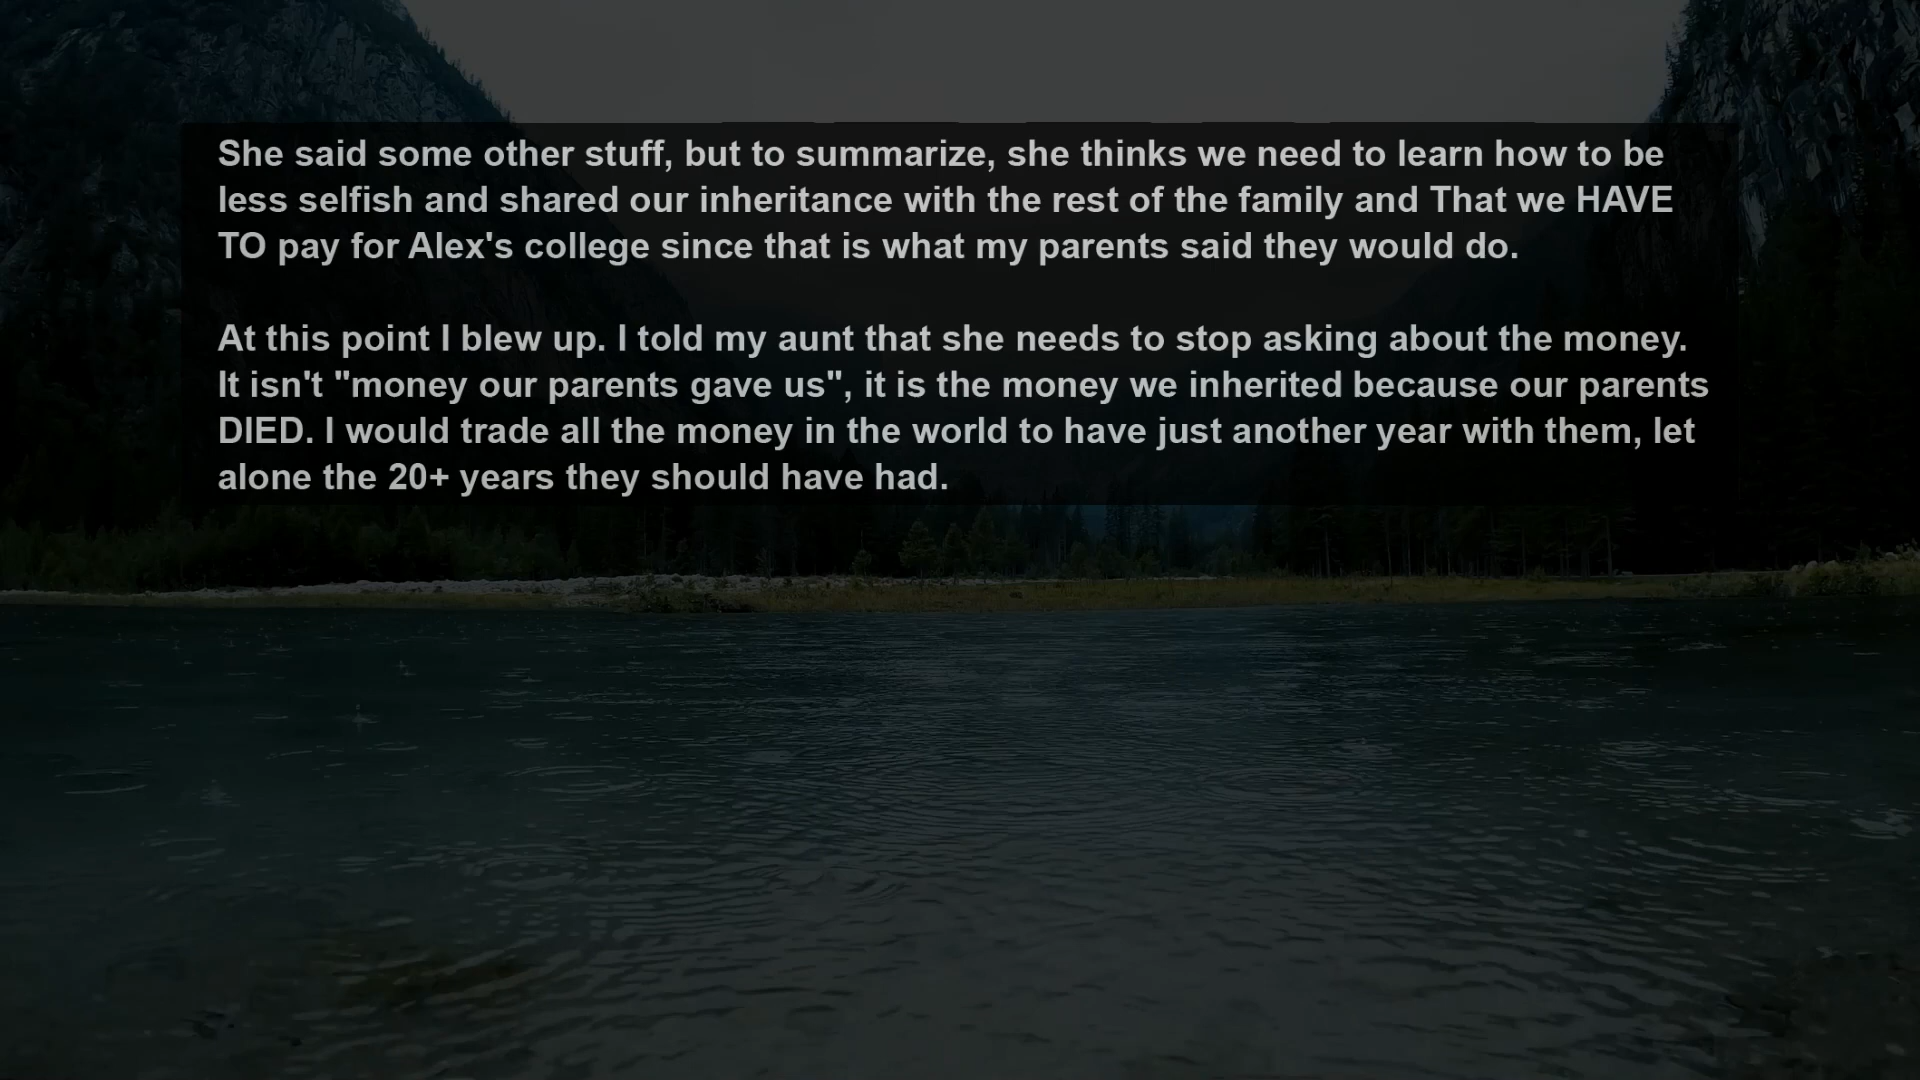 She said some other stuff, but to summarize, she thinks we need to learn how to be
less selfish and shared our inheritance with the rest of the family and That we HAVE
TO pay for Alex's college since that is what my parents said they would do.
At this point I blew up. I told my aunt that she needs to stop asking about the money.
It isn't "money our parents gave us", it is the money we inherited because our parents
DIED. I would trade all the money in the world to have just another year with them, let
alone the 20+ years they should have had.